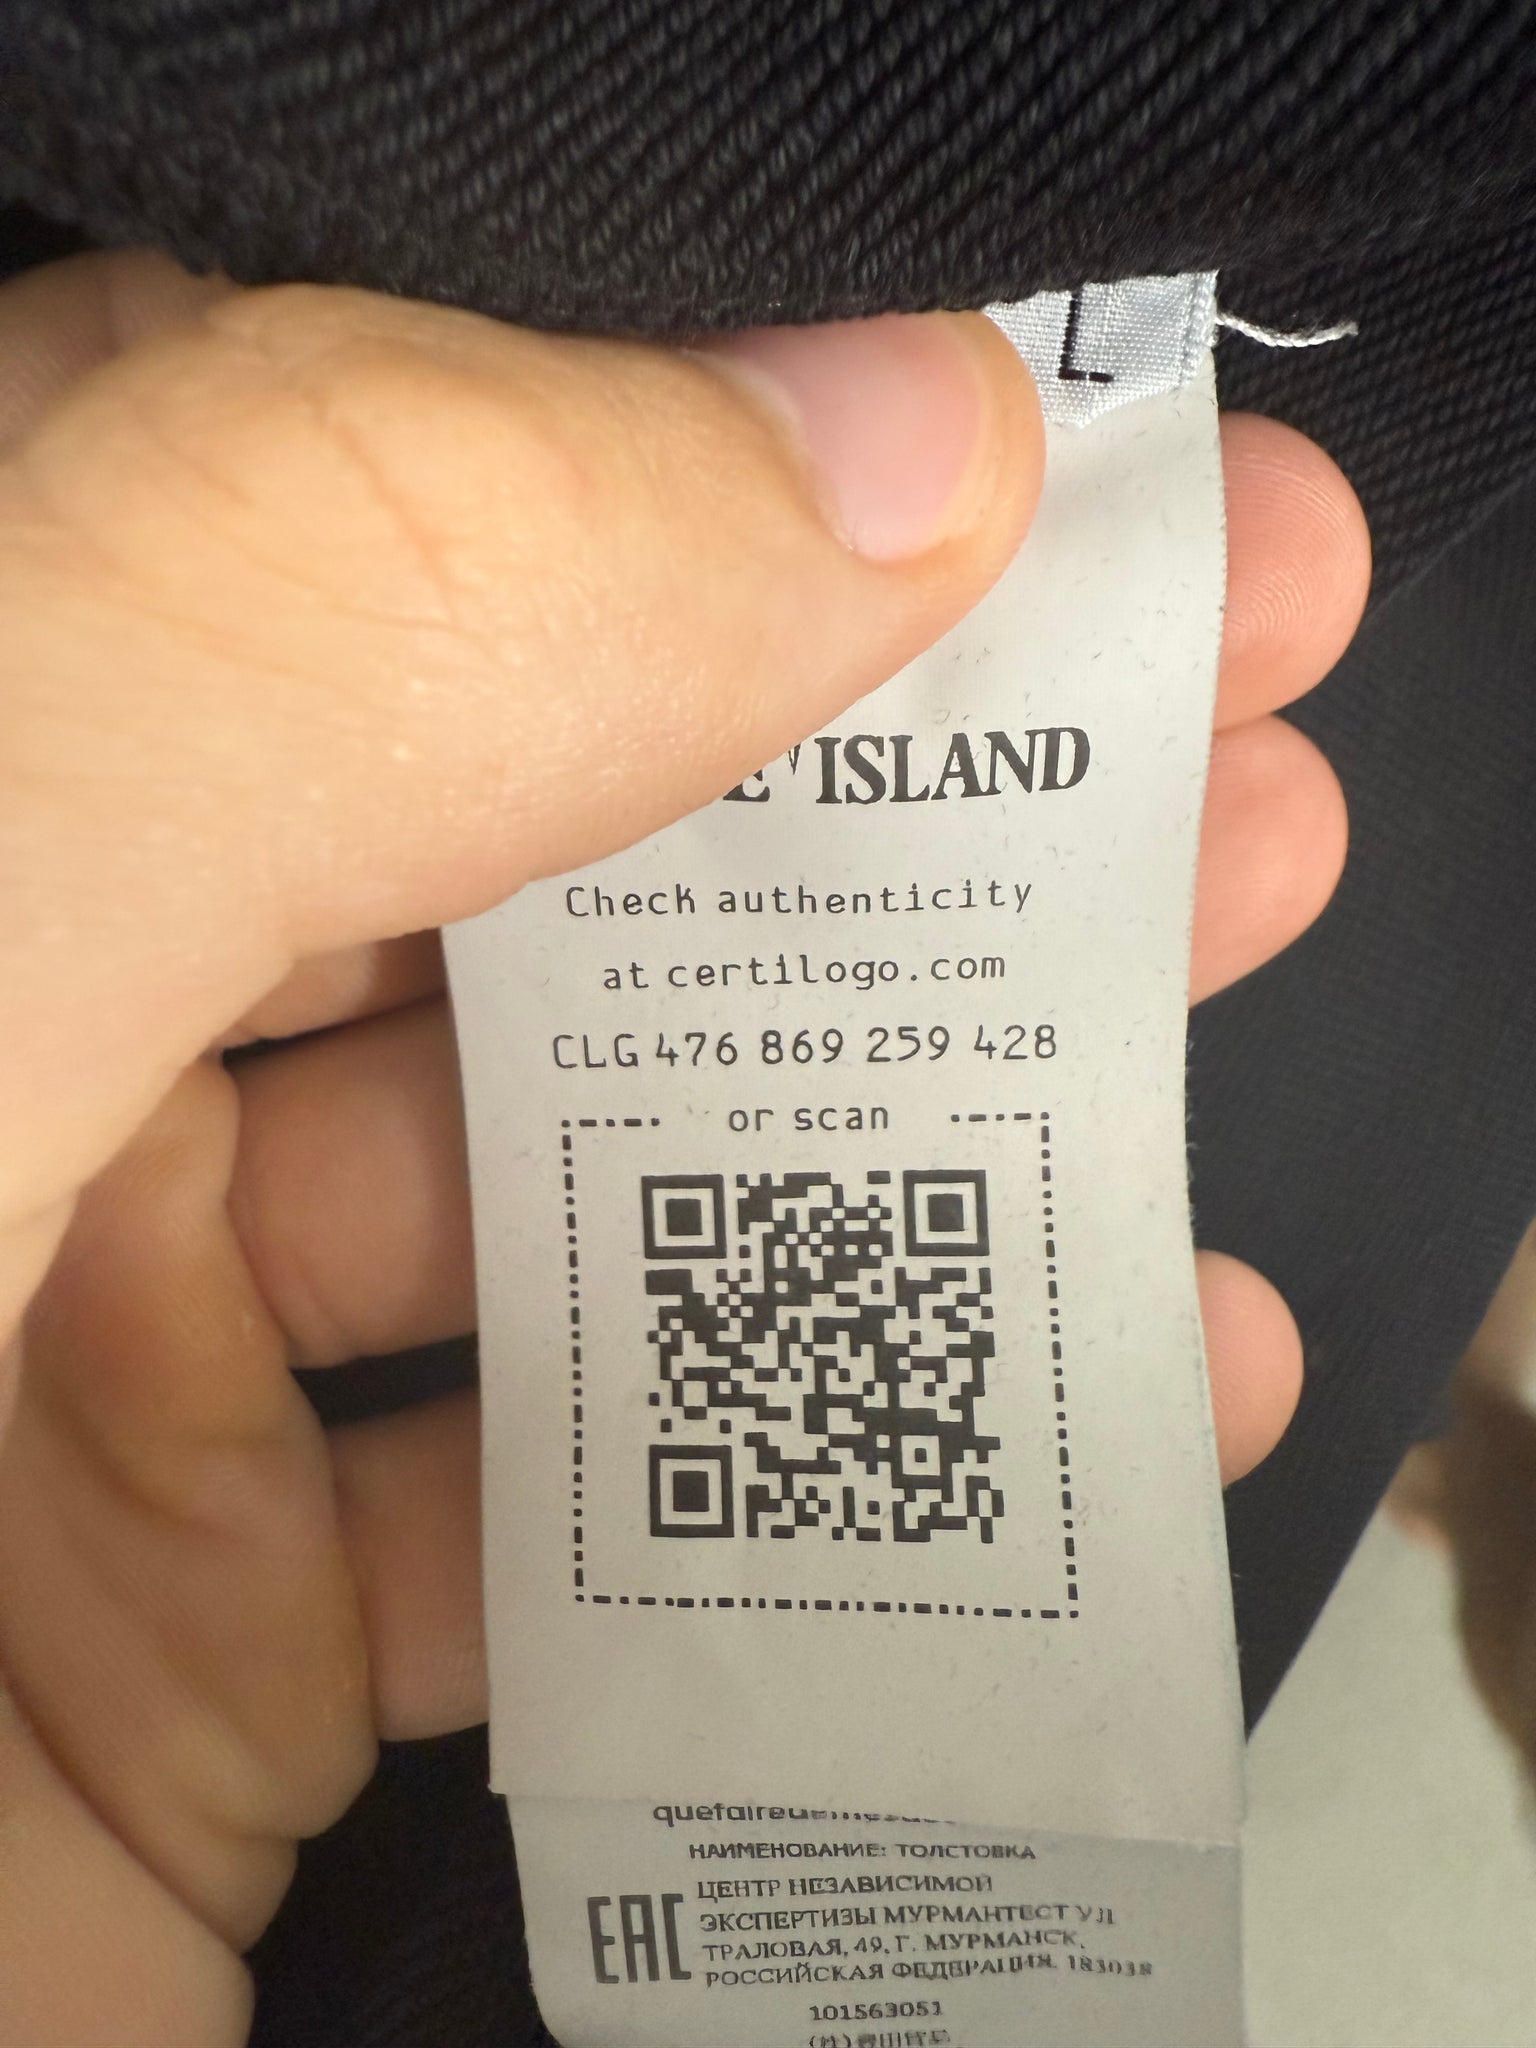 L
ISLAND
Check authenticity
at certilogo.com
CLG 476 869 259 428
or scan
НАИМЕНОВАНИЕ: ТОЛСТОВКА
EAC
ЦЕНТР НЕЗАВИСИМОЙ
ЭКСПЕРТИЗЫ МУРМАНТЕСТ УЛ
ТРАЛОВАЯ, 49, Г. МУРМАНСК,
РОССИЙСКАЯ ФЕДЕРАЦИЯ, 183038
101563051